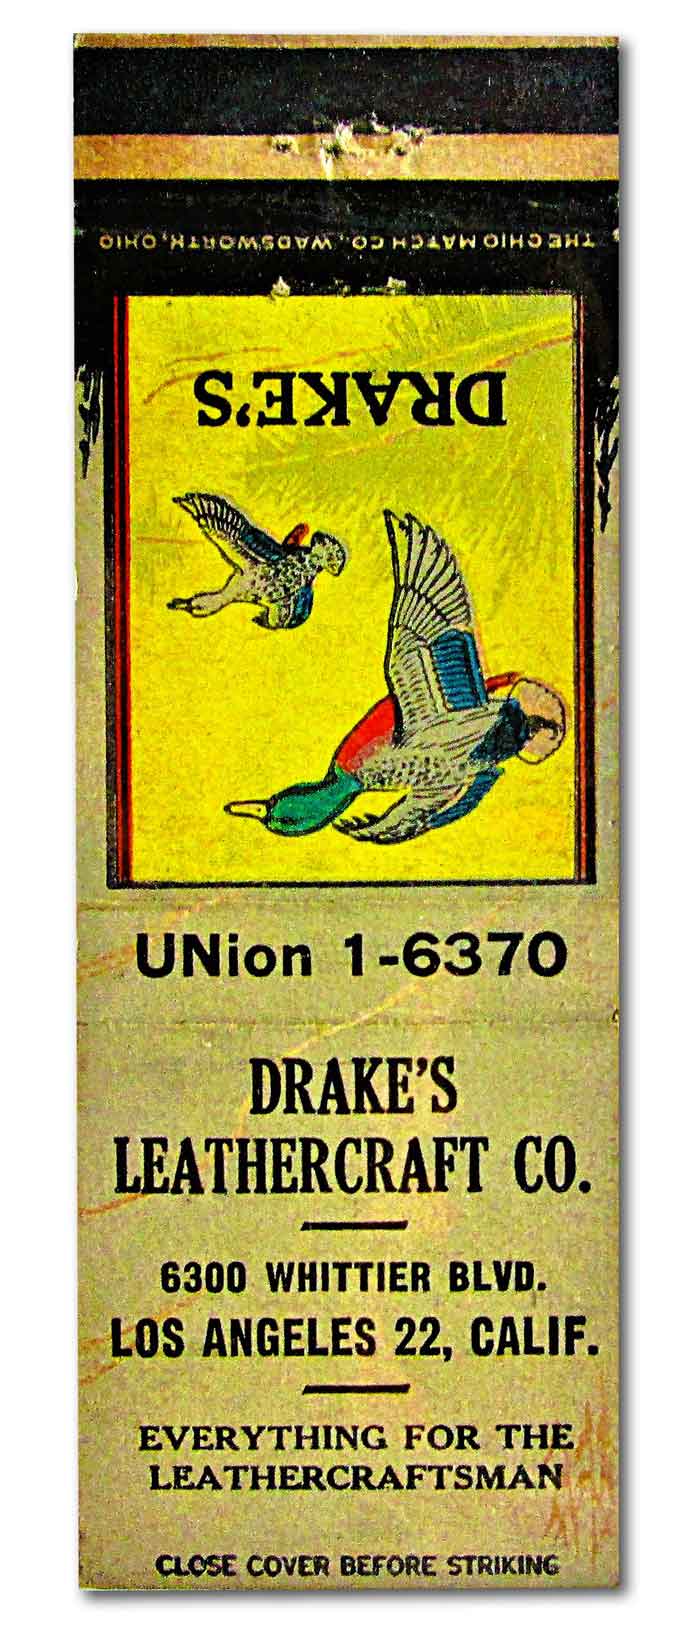 THE OHIO MATCH CO., WADSWORTH, OHIO
DRAKE'S
UNion 1-6370
DRAKE'S
LEATHERCRAFT CO.
6300 WHITTIER BLVD.
LOS ANGELES 22, CALIF.
EVERYTHING FOR THE
LEATHERCRAFTSMAN
CLOSE COVER BEFORE STRIKING